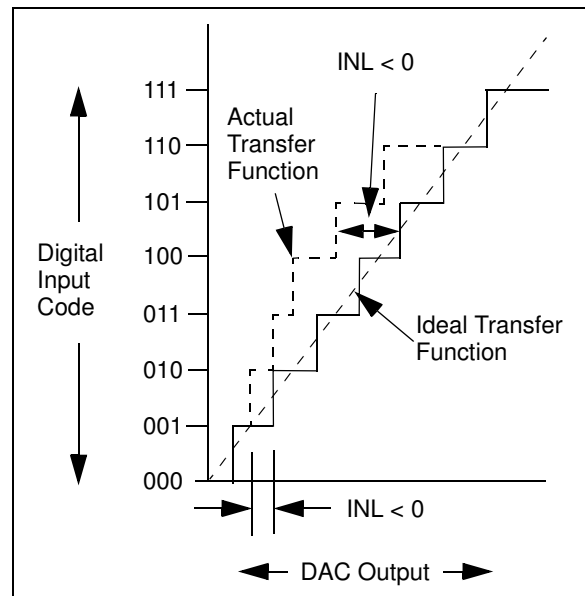 INL < 0
111
Actual
Transfer
Function
110
101
Digital
Input
Code
100
011
Ideal Transfer
Function
010
001
000
INL < 0
DAC Output